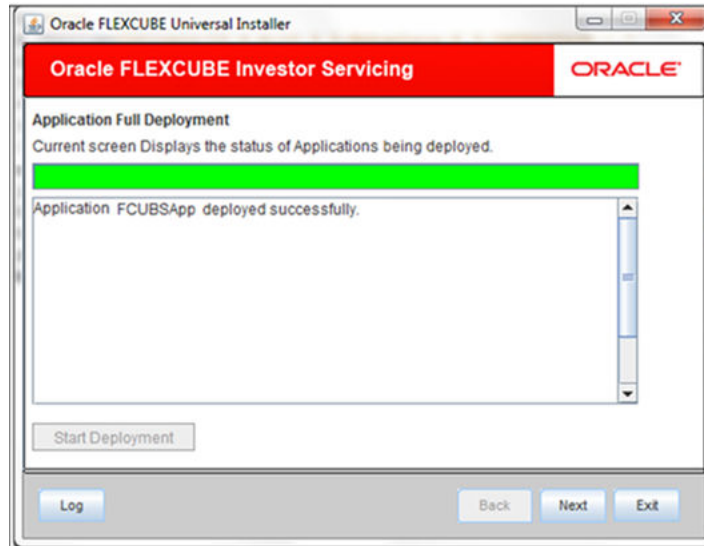 Oracle FLEXCUBE Universal Installer
Oracle FLEXCUBE Investor Servicing
ORACLE
Application Full Deployment
Current screen Displays the status of Applications being deployed.
Application FCUBSApp deployed successfully.
Start Deployment
Log Back Next Exit